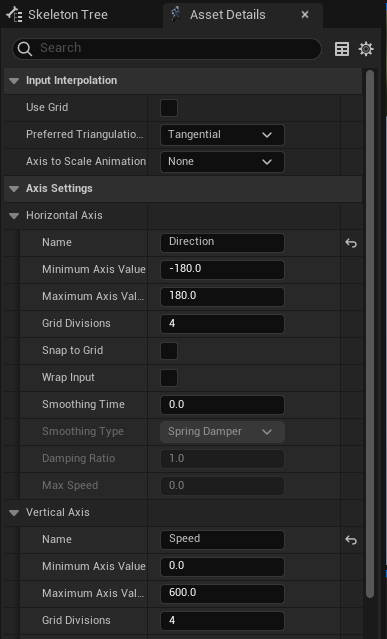 Skeleton Tree
Asset Details
Search
Input Interpolation
Use Grid
Preferred Triangulatio... Tangential
Axis to Scale Animation None
Axis Settings
Horizontal Axis
Name Direction
Minimum Axis Value -180.0
Maximum Axis Val... 180.0
Grid Divisions 4
Snap to Grid
Wrap Input
Smoothing Time 0.0
Smoothing Type Spring Damper
Damping Ratio 1.0
Max Speed 0.0
Vertical Axis
Name Speed
Minimum Axis Value 0.0
Maximum Axis Val... 600.0
Grid Divisions 4